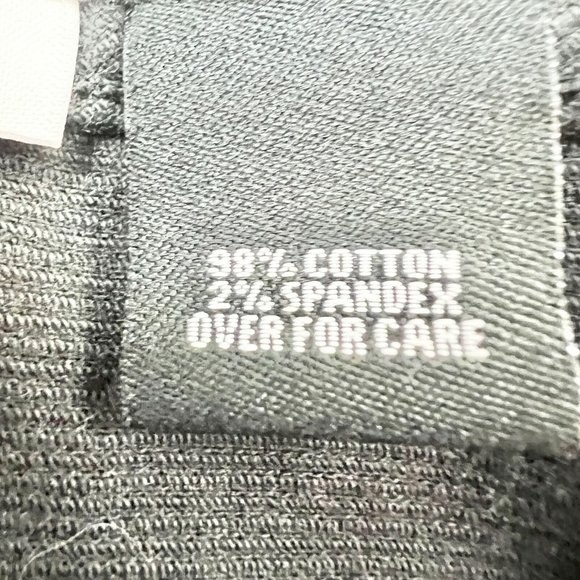 98% COTTON
2% SPANDEX
OVER FOR CARE